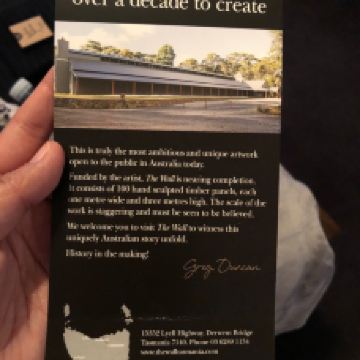 over a decade to create
This is truly the most ambitious and unique artwork
open to the public in Australia today.
Funded by the artist, The Wall is nearing completion.
It consists of 100 hand sculpted timber panels, each
one metre wide and three metres high. The scale of the
work is staggering and must be seen to be believed.
We welcome you to visit The Wall to witness this
uniquely Australian story unfold.
History in the making!
Greg Duncan
Lyell Highway, Derwent Bridge
Tasmania 7140. Phone 03 6289 1134
www.thewalltasmania.com